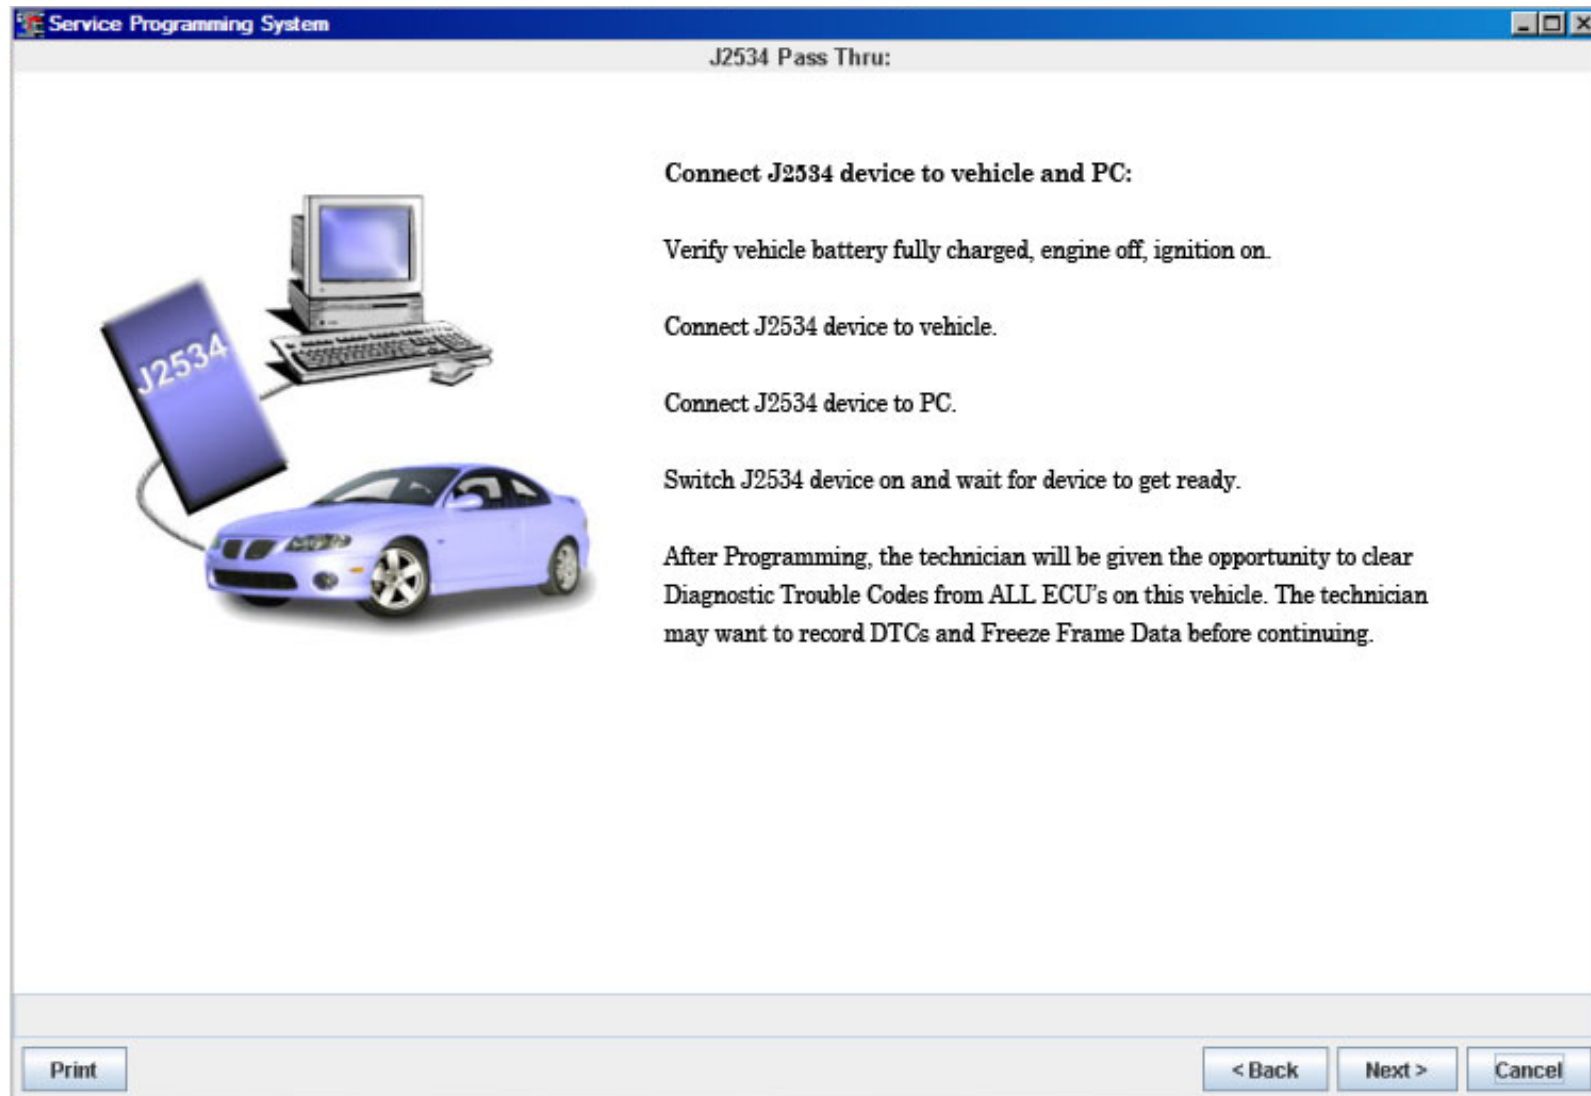 Service Programming System
J2534 Pass Thru:
J2534
Connect J2534 device to vehicle and PC:
Verify vehicle battery fully charged, engine off, ignition on.
Connect J2534 device to vehicle.
Connect J2534 device to PC.
Switch J2534 device on and wait for device to get ready.
After Programming, the technician will be given the opportunity to clear
Diagnostic Trouble Codes from ALL ECU's on this vehicle. The technician
may want to record DTCs and Freeze Frame Data before continuing.
Print
< Back
Next >
Cancel